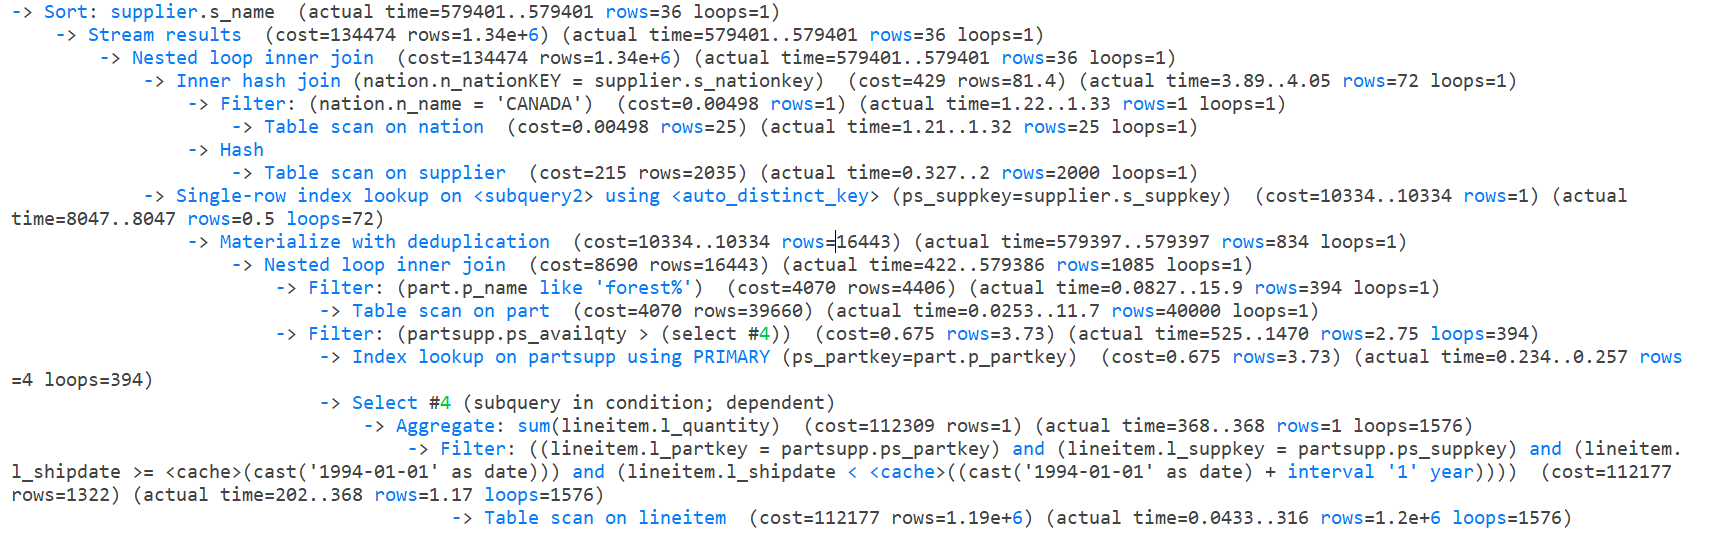 -> Sort: supplier.s_name  (actual time=579401..579401 rows=36 loops=1)
-> Stream results  (cost=134474 rows=1.34e+6) (actual time=579401..579401 rows=36 loops=1)
-> Nested loop inner join  (cost=134474 rows=1.34e+6) (actual time=579401..579401 rows=36 loops=1)
-> Inner hash join (nation.n_nationKEY = supplier.s_nationkey)  (cost=429 rows=81.4) (actual time=3.89..4.05 rows=72 loops=1)
-> Filter: (nation.n_name = 'CANADA')  (cost=0.00498 rows=1) (actual time=1.22..1.33 rows=1 loops=1)
-> Table scan on nation  (cost=0.00498 rows=25) (actual time=1.21..1.32 rows=25 loops=1)
-> Hash
-> Table scan on supplier  (cost=215 rows=2035) (actual time=0.327..2 rows=2000 loops=1)
-> Single-row index lookup on <subquery2> using <auto_distinct_key> (ps_suppkey=supplier.s_suppkey)  (cost=10334..10334 rows=1) (actual
time=8047..8047 rows=0.5 loops=72)
-> Materialize with deduplication  (cost=10334..10334 rows=16443) (actual time=579397..579397 rows=834 loops=1)
-> Nested loop inner join  (cost=8690 rows=16443) (actual time=422..579386 rows=1085 loops=1)
-> Filter: (part.p_name like 'forest%')  (cost=4070 rows=4406) (actual time=0.0827..15.9 rows=394 loops=1)
-> Table scan on part  (cost=4070 rows=39660) (actual time=0.0253..11.7 rows=40000 loops=1)
-> Filter: (partsupp.ps_availqty > (select #4))  (cost=0.675 rows=3.73) (actual time=525..1470 rows=2.75 loops=394)
-> Index lookup on partsupp using PRIMARY (ps_partkey=part.p_partkey)  (cost=0.675 rows=3.73) (actual time=0.234..0.257 rows
=4 loops=394)
-> Select #4 (subquery in condition; dependent)
-> Aggregate: sum(lineitem.l_quantity)  (cost=112309 rows=1) (actual time=368..368 rows=1 loops=1576)
-> Filter: ((lineitem.l_partkey = partsupp.ps_partkey) and (lineitem.l_suppkey = partsupp.ps_suppkey) and (lineitem.
l_shipdate >= <cache>(cast('1994-01-01' as date))) and (lineitem.l_shipdate < <cache>((cast('1994-01-01' as date) + interval '1' year))))  (cost=112177
rows=1322) (actual time=202..368 rows=1.17 loops=1576)
-> Table scan on lineitem  (cost=112177 rows=1.19e+6) (actual time=0.0433..316 rows=1.2e+6 loops=1576)